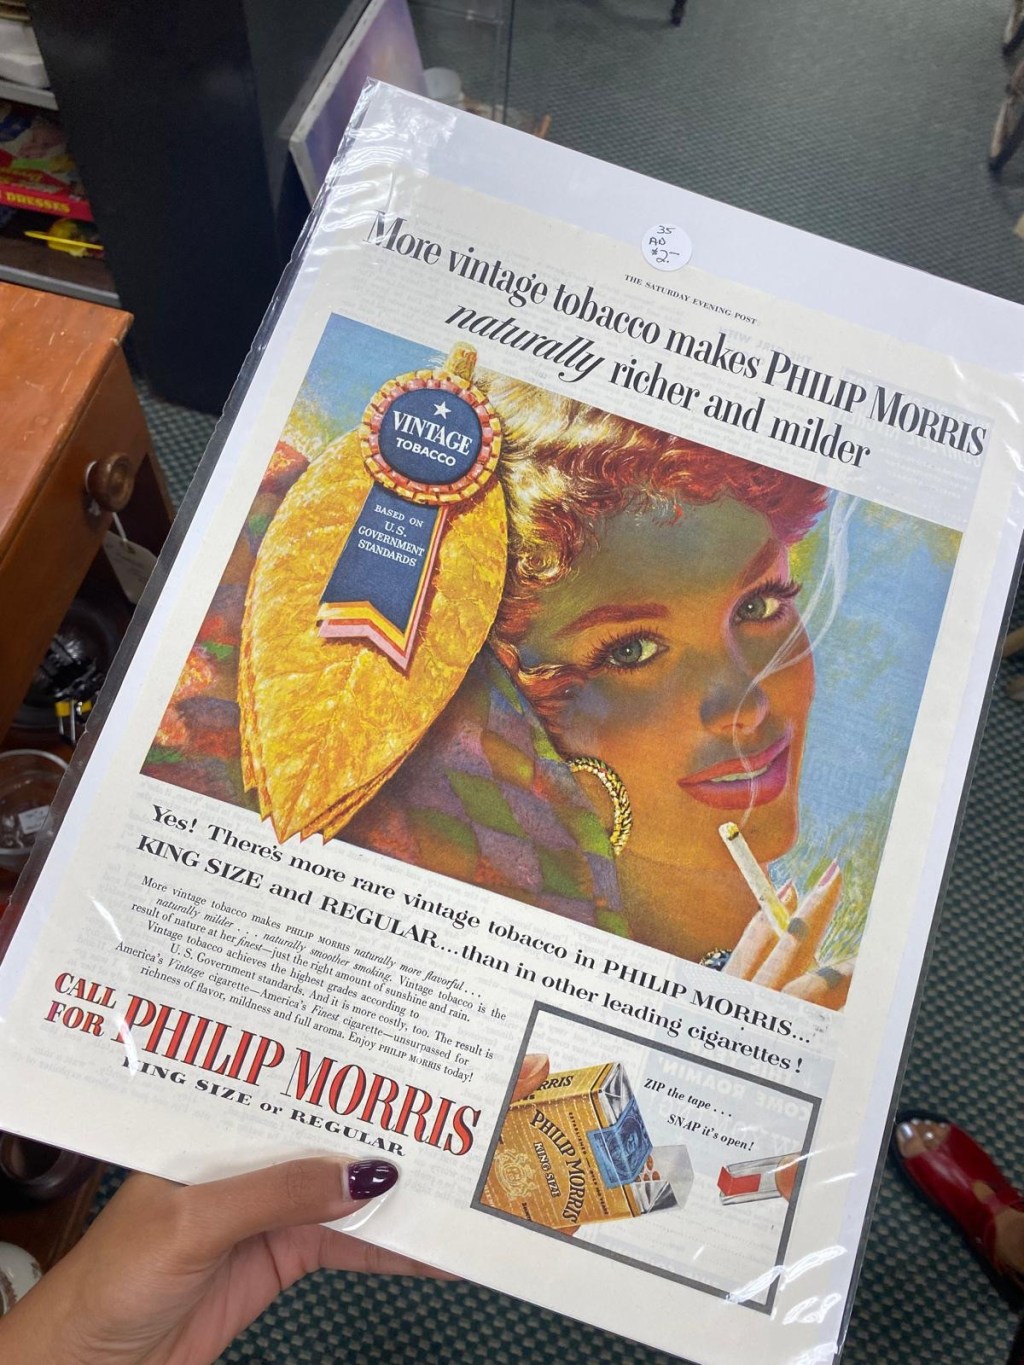 DRESSES
35
AD
$2-
THE SATURDAY EVENING POST
More vintage tobacco makes PHILIP MORRIS
naturally richer and milder
VINTAGE
TOBACCO
BASED ON
U.S.
GOVERNMENT
STANDARDS
Yes! There's more rare vintage tobacco in PHILIP MORRIS...
KING SIZE and REGULAR...than in other leading cigarettes!
More vintage tobacco makes PHILIP MORRIS naturally more flavorful . . .
naturally milder . . . naturally smoother smoking. Vintage tobacco is the
result of nature at her finest—just the right amount of sunshine and rain.
Vintage tobacco achieves the highest grades according to
U. S. Government standards. And it is more costly, too. The result is
America's Vintage cigarette—America's Finest cigarette—unsurpassed for
richness of flavor, mildness and full aroma. Enjoy PHILIP MORRIS today!
CALL
FOR PHILIP MORRIS
KING SIZE or REGULAR
ZIP the tape . . .
SNAP it's open!
RRIS
PHILIP MORRIS
KING SIZE
PHILIP MORRIS